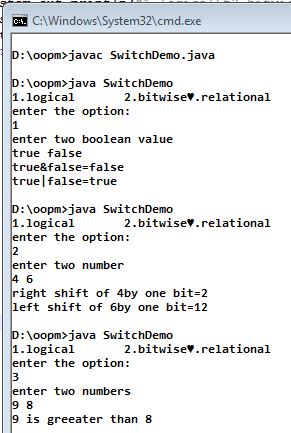 C:\Windows\System32\cmd.exe
D:\oopm>javac SwitchDemo.java
D:\oopm>java SwitchDemo
1.logical 2.bitwise♥.relational
enter the option:
1
enter two boolean value
true false
true&false=false
true|false=true
D:\oopm>java SwitchDemo
1.logical 2.bitwise♥.relational
enter the option:
2
enter two number
4 6
right shift of 4by one bit=2
left shift of 6by one bit=12
D:\oopm>java SwitchDemo
1.logical 2.bitwise♥.relational
enter the option:
3
enter two numbers
9 8
9 is greeater than 8